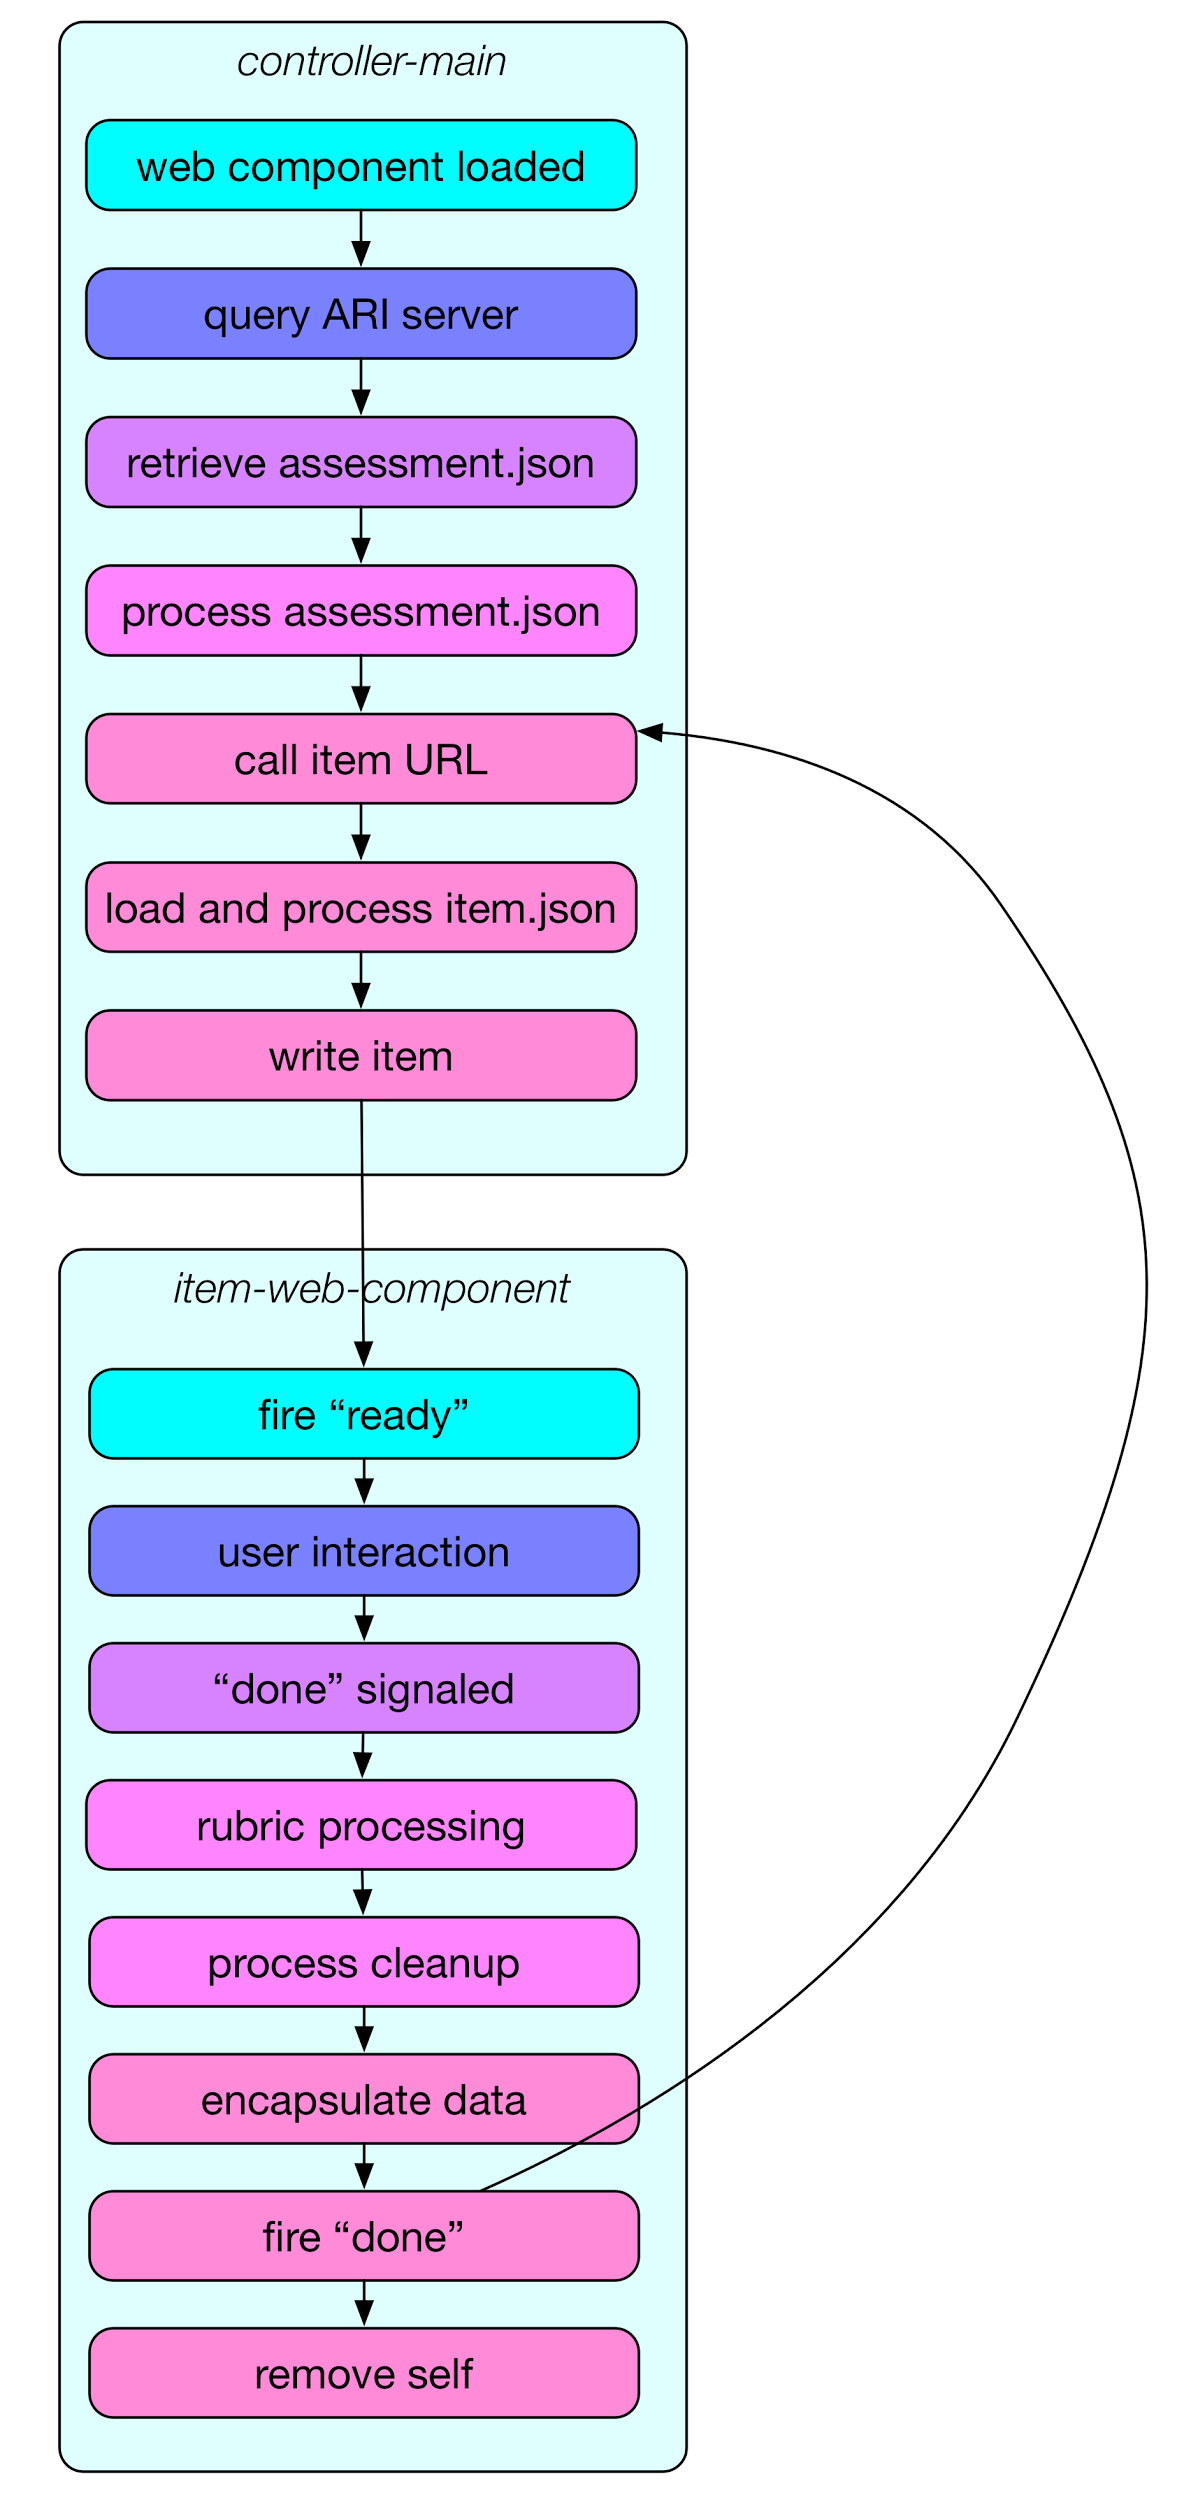 controller-main
web component loaded
query ARI server
retrieve assessment.json
process assessment.json
call item URL
load and process item.json
write item
item-web-component
fire “ready”
user interaction
“done” signaled
rubric processing
process cleanup
encapsulate data
fire “done”
remove self